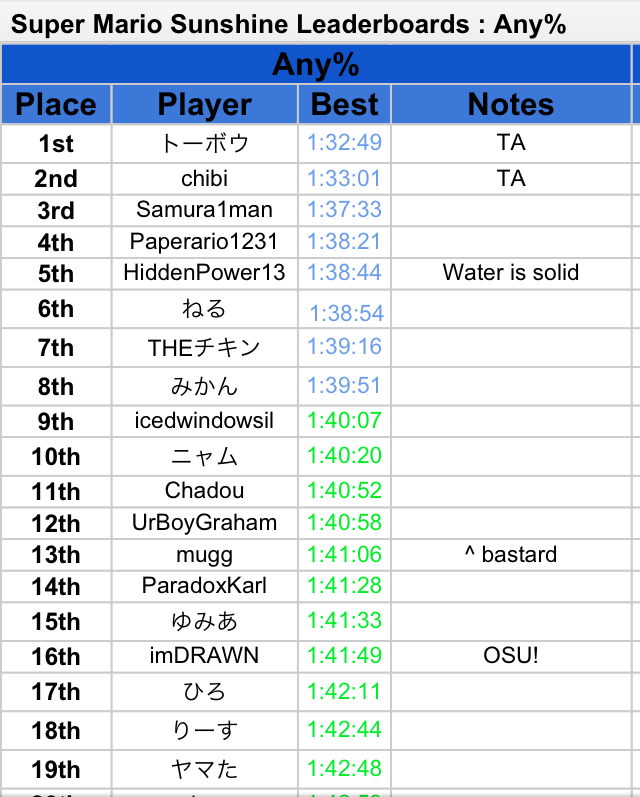 Super Mario Sunshine Leaderboards : Any%
Any%
Place Player Best Notes
1st トーボウ 1:32:49 TA
2nd chibi 1:33:01 TA
3rd Samura1man 1:37:33
4th Paperario1231 1:38:21
5th HiddenPower13 1:38:44 Water is solid
6th ねる 1:38:54
7th THEチキン 1:39:16
8th みかん 1:39:51
9th icedwindowsil 1:40:07
10th ニャム 1:40:20
11th Chadou 1:40:52
12th UrBoyGraham 1:40:58
13th mugg 1:41:06 ^ bastard
14th ParadoxKarl 1:41:28
15th ゆみあ 1:41:33
16th imDRAWN 1:41:49 OSU!
17th ひろ 1:42:11
18th りーす 1:42:44
19th ヤマた 1:42:48